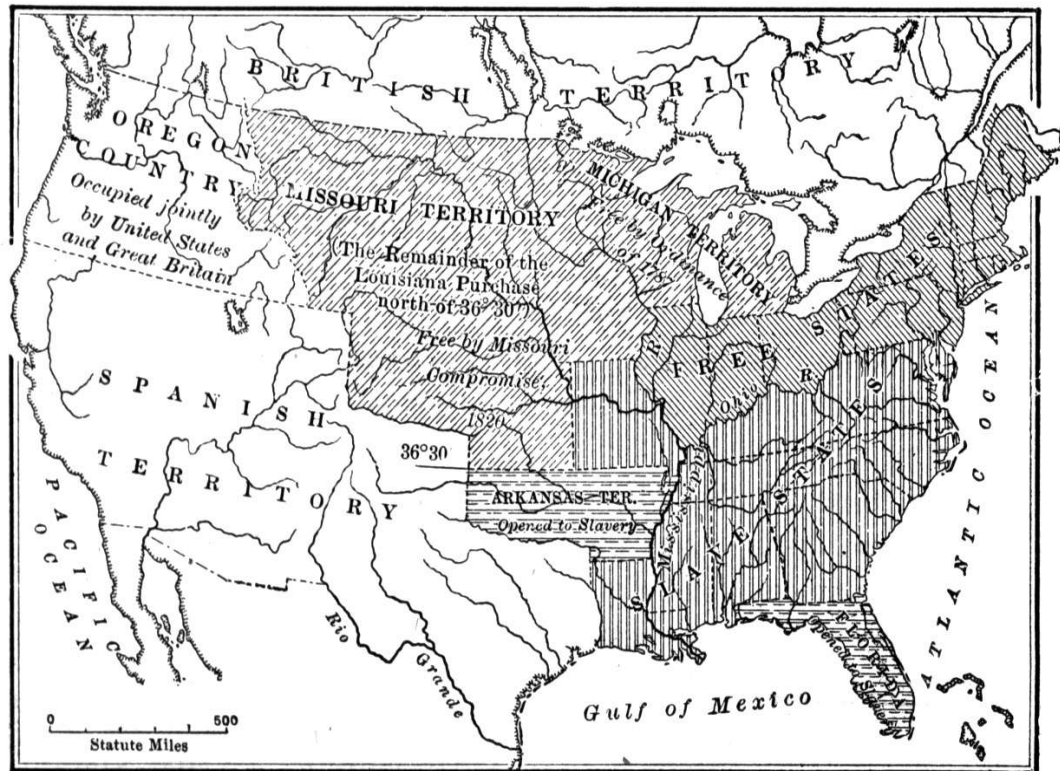 BRITISH TERRITORY
OREGON
COUNTRY
Occupied jointly
by United States
and Great Britain
MISSOURI TERRITORY
(The Remainder of the
Louisiana Purchase
north of 36° 30')
Free by Missouri
Compromise,
1820
MICHIGAN TERRITORY
Free by Ordinance
of 1787
FREE STATES
Ohio
R
R
SPANISH
TERRITORY
36°30
ARKANSAS TER.
Opened to Slavery
Mississippi
SLAVE STATES
FLORIDA
Opened to Slavery
PACIFIC
OCEAN
ATLANTIC OCEAN
Rio Grande
Gulf of Mexico
0 500
Statute Miles